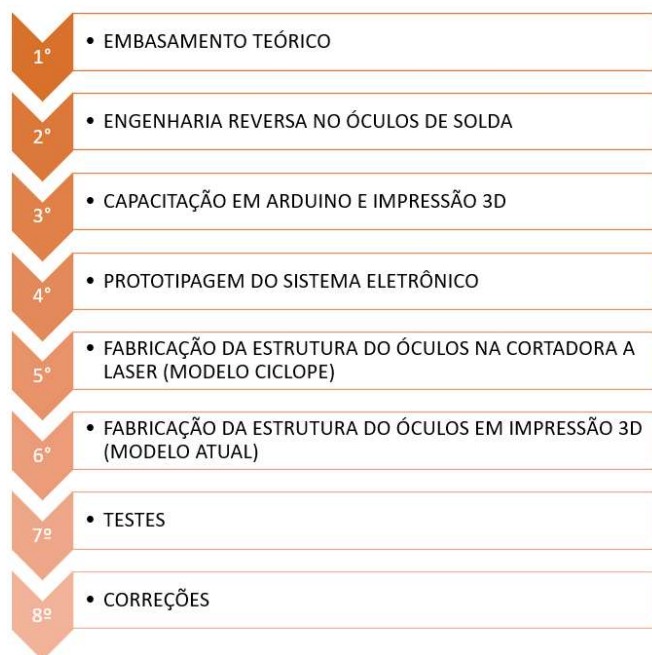 1°
• EMBASAMENTO TEÓRICO
2°
• ENGENHARIA REVERSA NO ÓCULOS DE SOLDA
3°
• CAPACITAÇÃO EM ARDUINO E IMPRESSÃO 3D
4°
• PROTOTIPAGEM DO SISTEMA ELETRÔNICO
5°
• FABRICAÇÃO DA ESTRUTURA DO ÓCULOS NA CORTADORA A
LASER (MODELO CICLOPE)
6°
• FABRICAÇÃO DA ESTRUTURA DO ÓCULOS EM IMPRESSÃO 3D
(MODELO ATUAL)
7º
• TESTES
8º
• CORREÇÕES